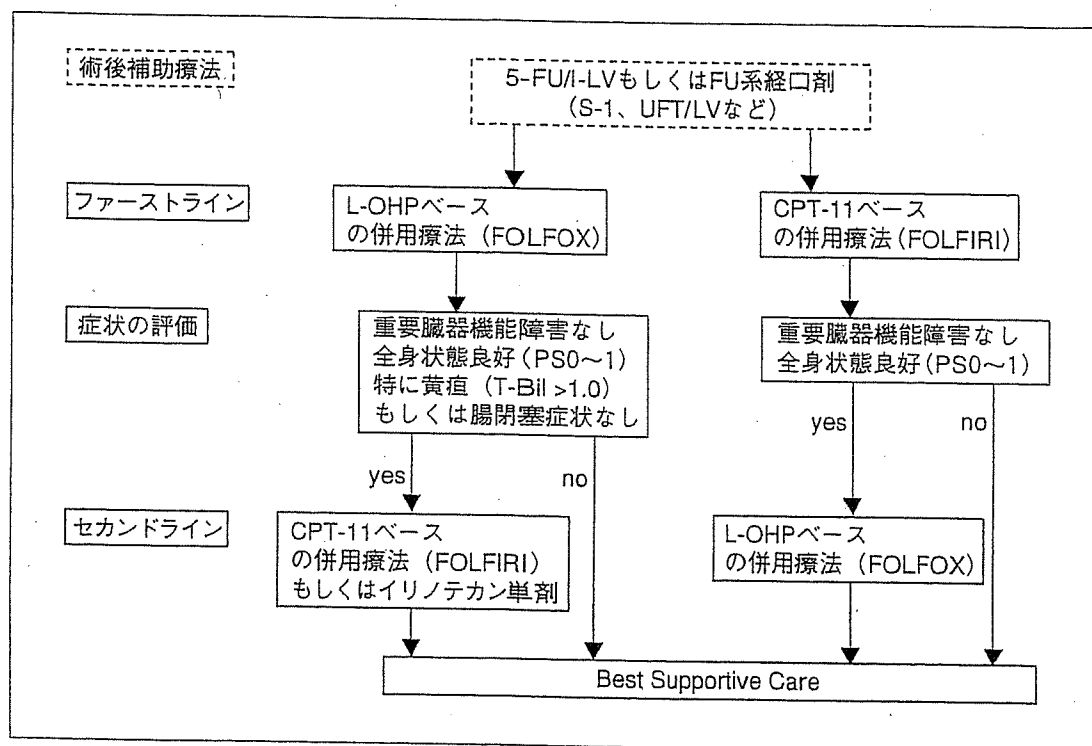 術後補助療法
5-FU/l-LVもしくはFU系経口剤
（S-1、UFT/LVなど）
ファーストライン
L-OHPベース
の併用療法（FOLFOX）
CPT-11ベース
の併用療法（FOLFIRI）
症状の評価
重要臓器機能障害なし
全身状態良好（PS0～1）
特に黄疸（T-Bil >1.0）
もしくは腸閉塞症状なし
重要臓器機能障害なし
全身状態良好（PS0～1）
yes
no
yes
no
セカンドライン
CPT-11ベース
の併用療法（FOLFIRI）
もしくはイリノテカン単剤
L-OHPベース
の併用療法（FOLFOX）
Best Supportive Care